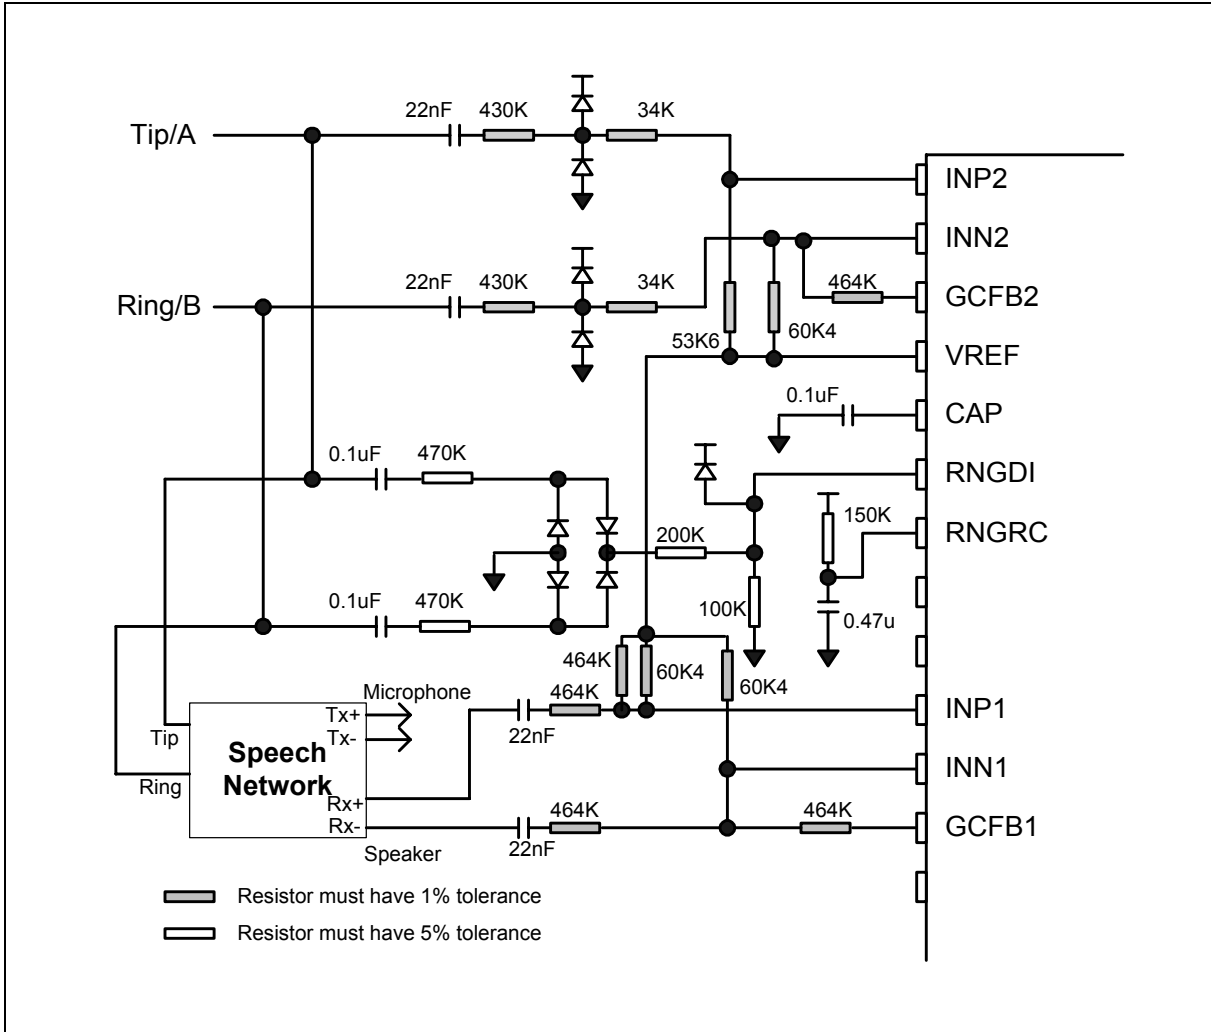 22nF 430K 34K
Tip/A
INP2
INN2
22nF 430K 34K
Ring/B
464K
GCFB2
53K6
60K4
VREF
0.1uF
CAP
0.1uF 470K
RNGDI
150K
200K
RNGRC
0.1uF 470K
100K
0.47u
464K
60K4
60K4
Microphone
464K
INP1
Tx+
Tip
Tx-
22nF
Speech
Network
INN1
Ring
Rx+
464K
464K
Rx-
GCFB1
22nF
Speaker
Resistor must have 1% tolerance
Resistor must have 5% tolerance